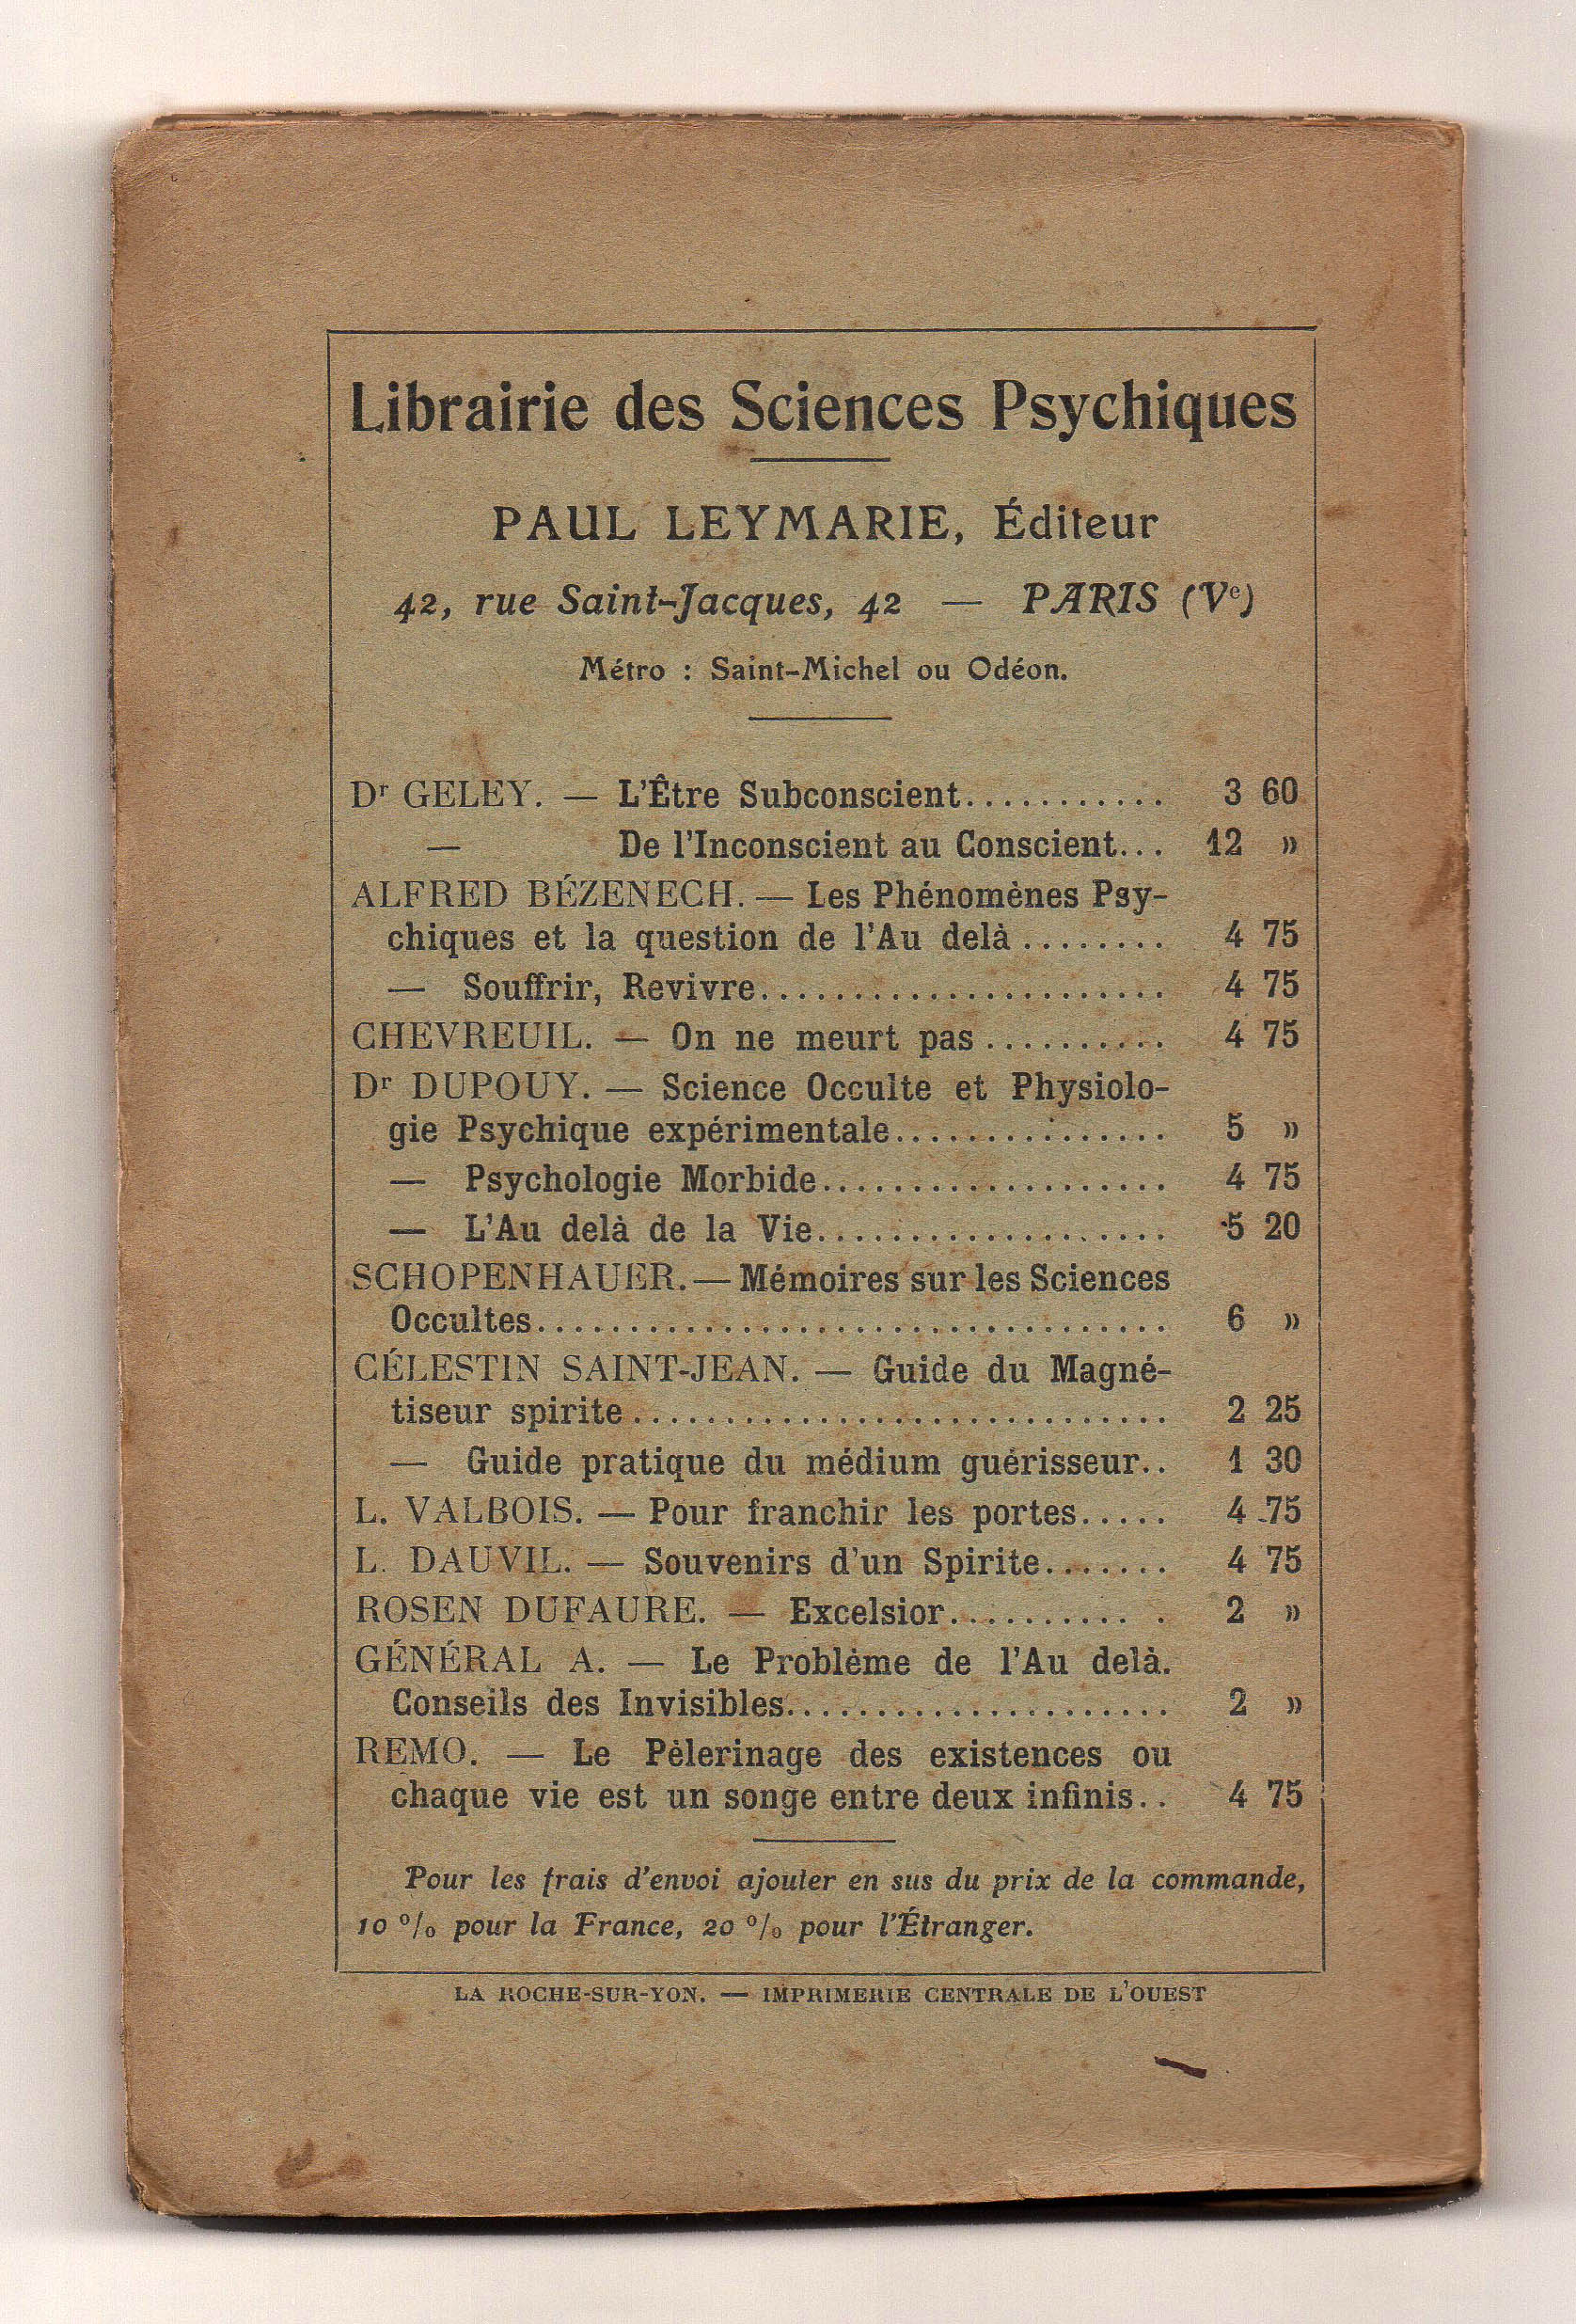 Librairie des Sciences Psychiques
PAUL LEYMARIE, Éditeur
42, rue Saint-Jacques, 42 — PARIS (Ve)
Métro : Saint-Michel ou Odéon.
Dr GELEY. — L'Être Subconscient........... 3 60
— De l'Inconscient au Conscient... 12 »
ALFRED BÉZENECH. — Les Phénomènes Psy-
chiques et la question de l'Au delà........ 4 75
— Souffrir, Revivre...................... 4 75
CHEVREUIL. — On ne meurt pas.......... 4 75
Dr DUPOUY. — Science Occulte et Physiolo-
gie Psychique expérimentale............... 5 »
— Psychologie Morbide................... 4 75
— L'Au delà de la Vie................... 5 20
SCHOPENHAUER. — Mémoires sur les Sciences
Occultes.................................. 6 »
CÉLESTIN SAINT-JEAN. — Guide du Magné-
tiseur spirite............................. 2 25
— Guide pratique du médium guérisseur.. 1 30
L. VALBOIS. — Pour franchir les portes..... 4 75
L. DAUVIL. — Souvenirs d'un Spirite....... 4 75
ROSEN DUFAURE. — Excelsior.......... . 2 »
GÉNÉRAL A. — Le Problème de l'Au delà.
Conseils des Invisibles..................... 2 »
REMO. — Le Pèlerinage des existences ou
chaque vie est un songe entre deux infinis.. 4 75
Pour les frais d'envoi ajouter en sus du prix de la commande,
10 % pour la France, 20 % pour l'Étranger.
LA ROCHE-SUR-YON. — IMPRIMERIE CENTRALE DE L'OUEST